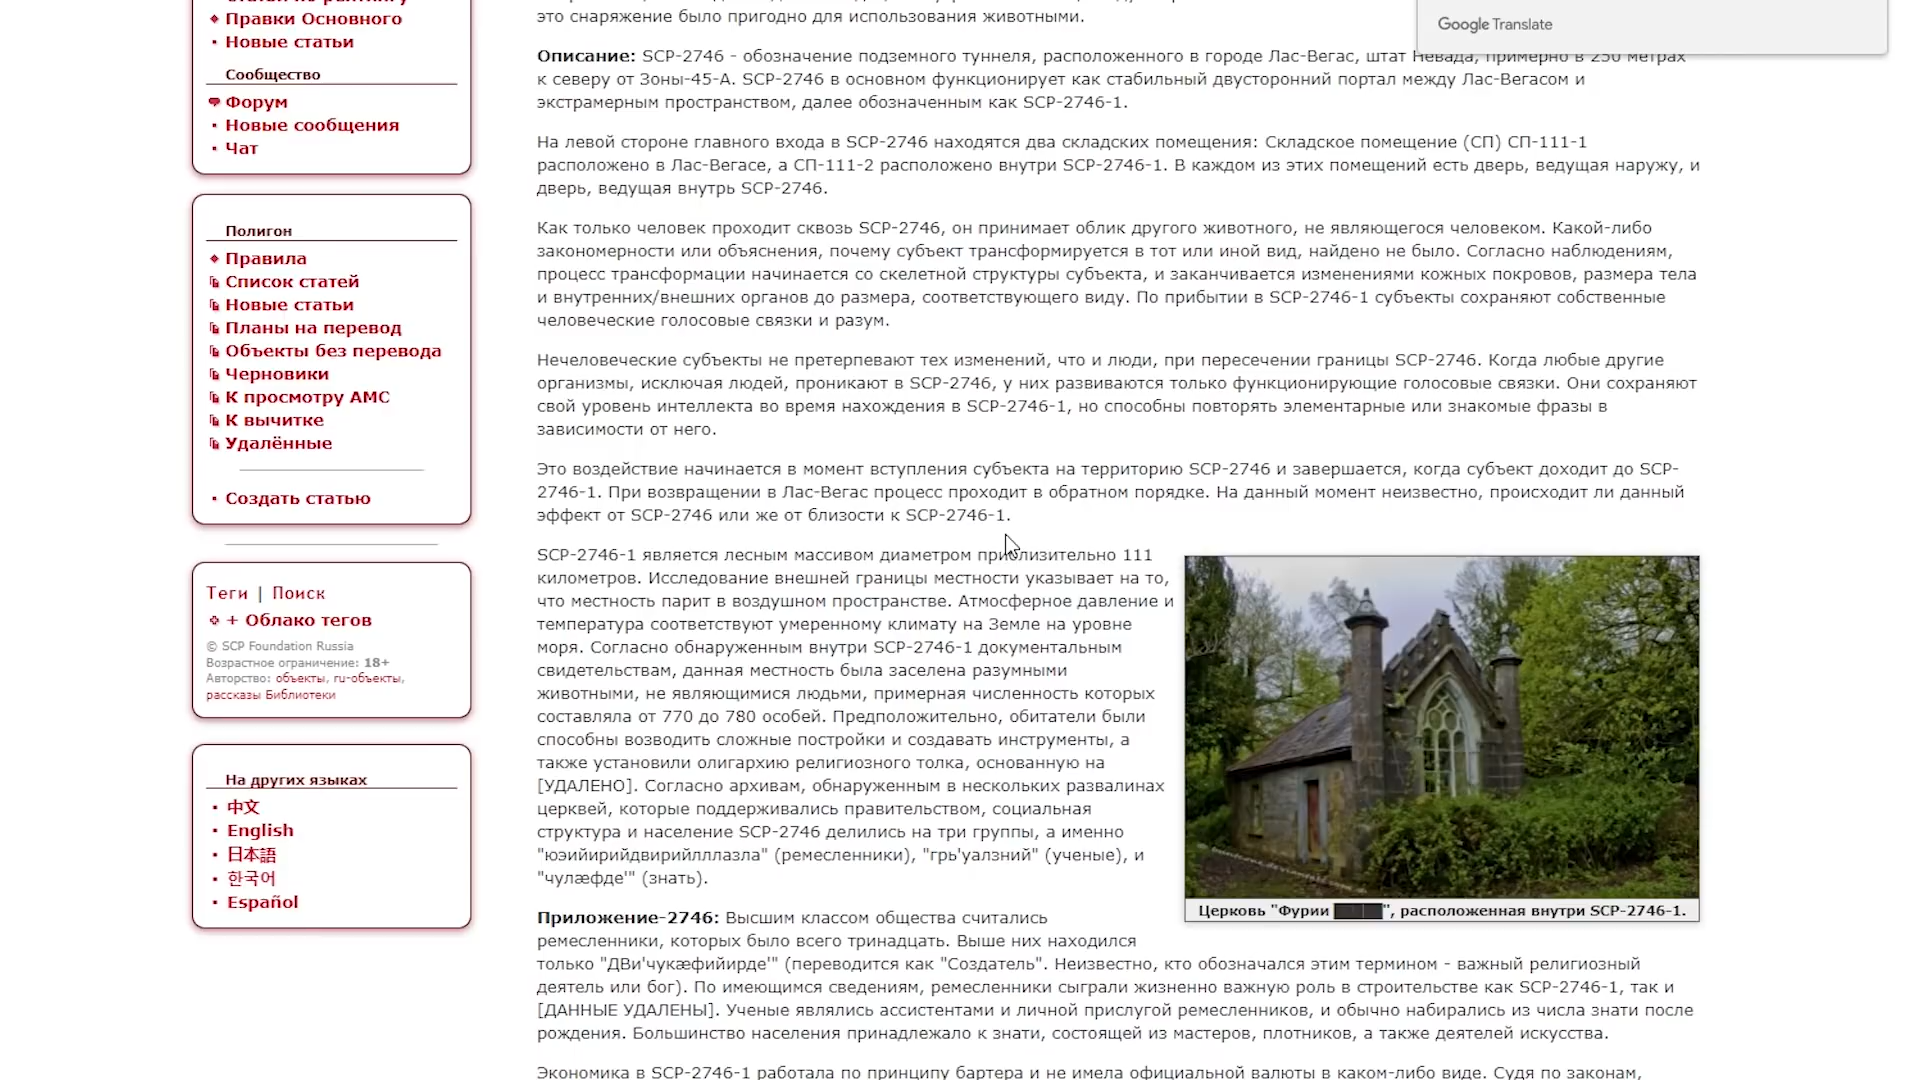 Правки Основного
Новые статьи
Сообщество
Форум
Новые сообщения
Чат
Полигон
Правила
Список статей
Новые статьи
Планы на перевод
Объекты без перевода
Черновики
К просмотру АМС
К вычитке
Удалённые
Создать статью
Теги | Поиск
+ Облако тегов
© SCP Foundation Russia
Возрастное ограничение: 18+
Авторство: объекты, ru-объекты,
рассказы Библиотеки
На других языках
中文
English
日本語
한국어
Español
Google Translate
это снаряжение было пригодно для использования животными.
Описание: SCP-2746 - обозначение подземного туннеля, расположенного в городе Лас-Вегас, штат Невада, примерно в 250 метрах
к северу от Зоны-45-А. SCP-2746 в основном функционирует как стабильный двусторонний портал между Лас-Вегасом и
экстрамерным пространством, далее обозначенным как SCP-2746-1.
На левой стороне главного входа в SCP-2746 находятся два складских помещения: Складское помещение (СП) СП-111-1
расположено в Лас-Вегасе, а СП-111-2 расположено внутри SCP-2746-1. В каждом из этих помещений есть дверь, ведущая наружу, и
дверь, ведущая внутрь SCP-2746.
Как только человек проходит сквозь SCP-2746, он принимает облик другого животного, не являющегося человеком. Какой-либо
закономерности или объяснения, почему субъект трансформируется в тот или иной вид, найдено не было. Согласно наблюдениям,
процесс трансформации начинается со скелетной структуры субъекта, и заканчивается изменениями кожных покровов, размера тела
и внутренних/внешних органов до размера, соответствующего виду. По прибытии в SCP-2746-1 субъекты сохраняют собственные
человеческие голосовые связки и разум.
Нечеловеческие субъекты не претерпевают тех изменений, что и люди, при пересечении границы SCP-2746. Когда любые другие
организмы, исключая людей, проникают в SCP-2746, у них развиваются только функционирующие голосовые связки. Они сохраняют
свой уровень интеллекта во время нахождения в SCP-2746-1, но способны повторять элементарные или знакомые фразы в
зависимости от него.
Это воздействие начинается в момент вступления субъекта на территорию SCP-2746 и завершается, когда субъект доходит до SCP-
2746-1. При возвращении в Лас-Вегас процесс проходит в обратном порядке. На данный момент неизвестно, происходит ли данный
эффект от SCP-2746 или же от близости к SCP-2746-1.
SCP-2746-1 является лесным массивом диаметром приблизительно 111
километров. Исследование внешней границы местности указывает на то,
что местность парит в воздушном пространстве. Атмосферное давление и
температура соответствуют умеренному климату на Земле на уровне
моря. Согласно обнаруженным внутри SCP-2746-1 документальным
свидетельствам, данная местность была заселена разумными
животными, не являющимися людьми, примерная численность которых
составляла от 770 до 780 особей. Предположительно, обитатели были
способны возводить сложные постройки и создавать инструменты, а
также установили олигархию религиозного толка, основанную на
[УДАЛЕНО]. Согласно архивам, обнаруженным в нескольких развалинах
церквей, которые поддерживались правительством, социальная
структура и население SCP-2746 делились на три группы, а именно
"юэийирийдвирийлллазла" (ремесленники), "грь'уалзний" (ученые), и
"чулæфде'" (знать).
Церковь "Фурии ████", расположенная внутри SCP-2746-1.
Приложение-2746: Высшим классом общества считались
ремесленники, которых было всего тринадцать. Выше них находился
только "ДВи'чукæфийирде'" (переводится как "Создатель". Неизвестно, кто обозначался этим термином - важный религиозный
деятель или бог). По имеющимся сведениям, ремесленники сыграли жизненно важную роль в строительстве как SCP-2746-1, так и
[ДАННЫЕ УДАЛЕНЫ]. Ученые являлись ассистентами и личной прислугой ремесленников, и обычно набирались из числа знати после
рождения. Большинство населения принадлежало к знати, состоящей из мастеров, плотников, а также деятелей искусства.
Экономика в SCP-2746-1 работала по принципу бартера и не имела официальной валюты в каком-либо виде. Судя по законам,